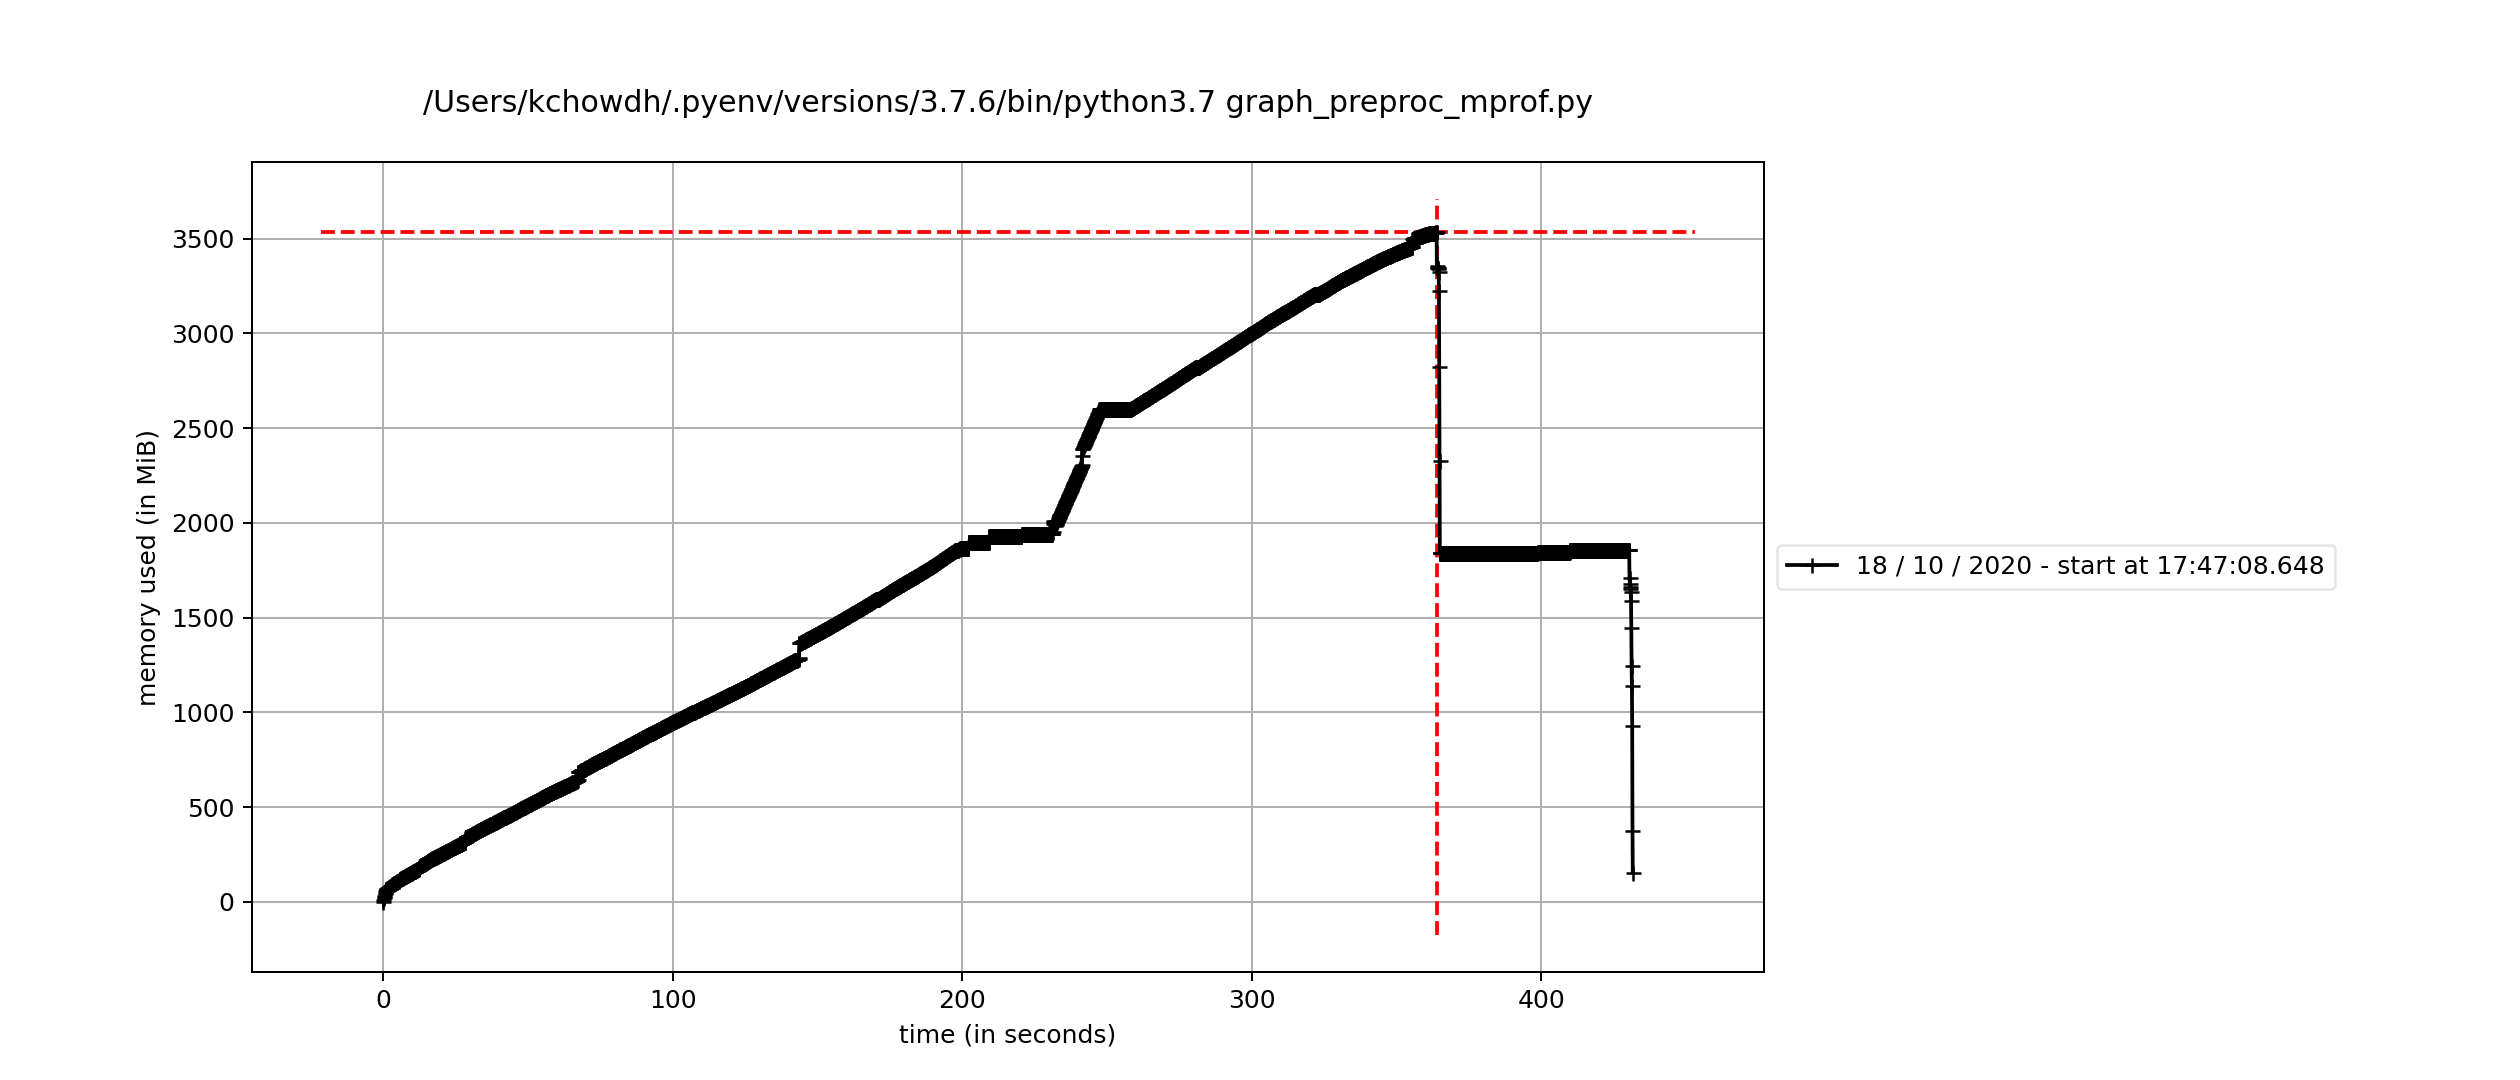 /Users/kchowdh/.pyenv/versions/3.7.6/bin/python3.7 graph_preproc_mprof.py
memory used (in MiB)
3500
3000
2500
2000
1500
1000
500
0
0 100 200 300 400
time (in seconds)
18 / 10 / 2020 - start at 17:47:08.648